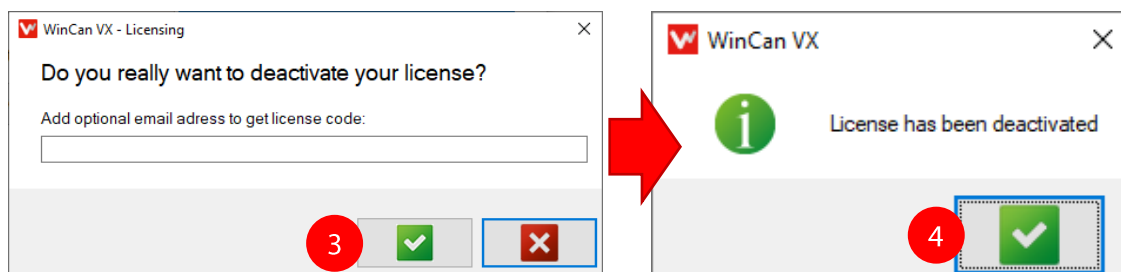 WinCan VX - Licensing
Do you really want to deactivate your license?
Add optional email adress to get license code:
3
WinCan VX
License has been deactivated
4